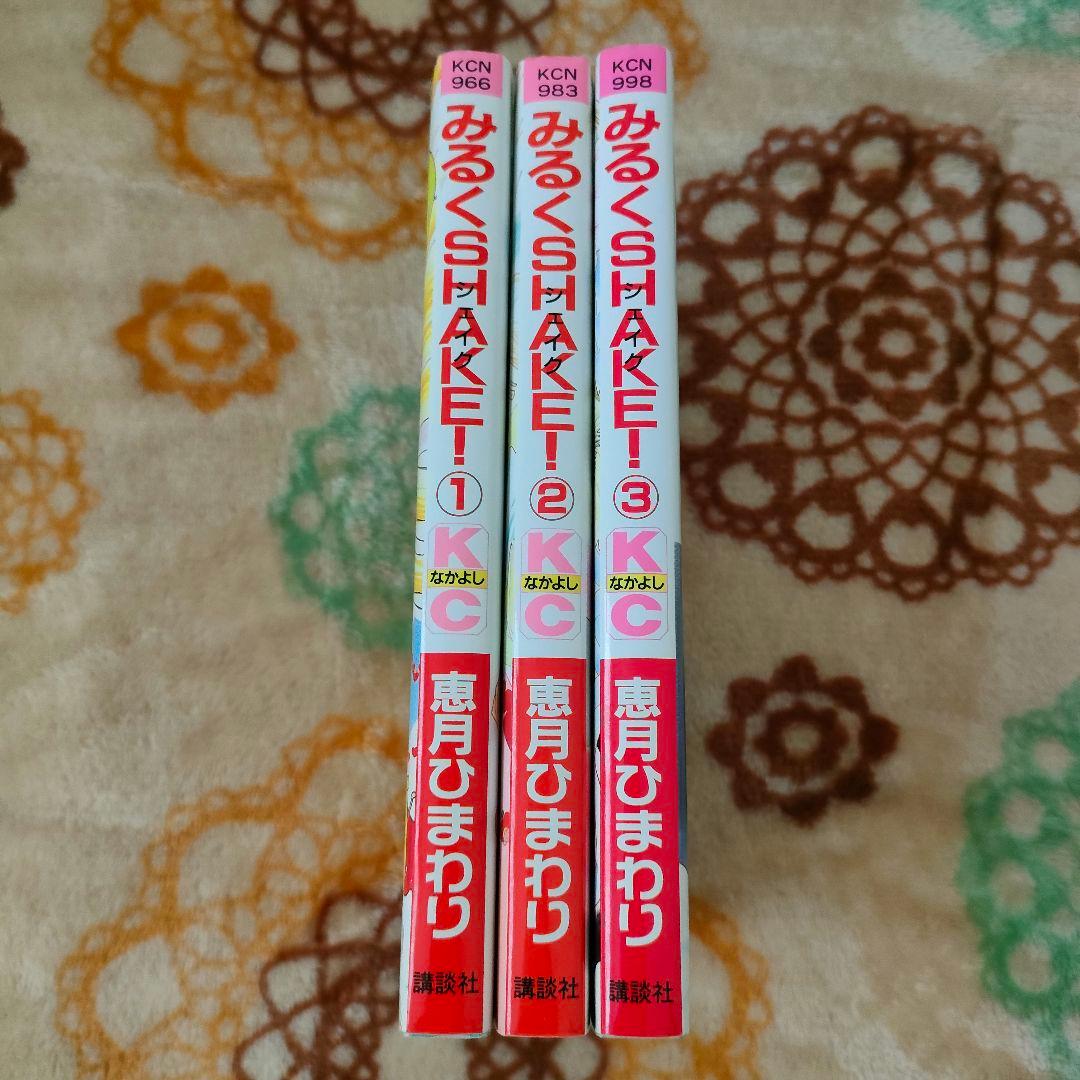 KCN
966
みるくSHAKE!
シェイク
1
KC
なかよし
恵月ひまわり
講談社
KCN
983
みるくSHAKE!
シェイク
2
KC
なかよし
恵月ひまわり
講談社
KCN
998
みるくSHAKE!
シェイク
3
KC
なかよし
恵月ひまわり
講談社